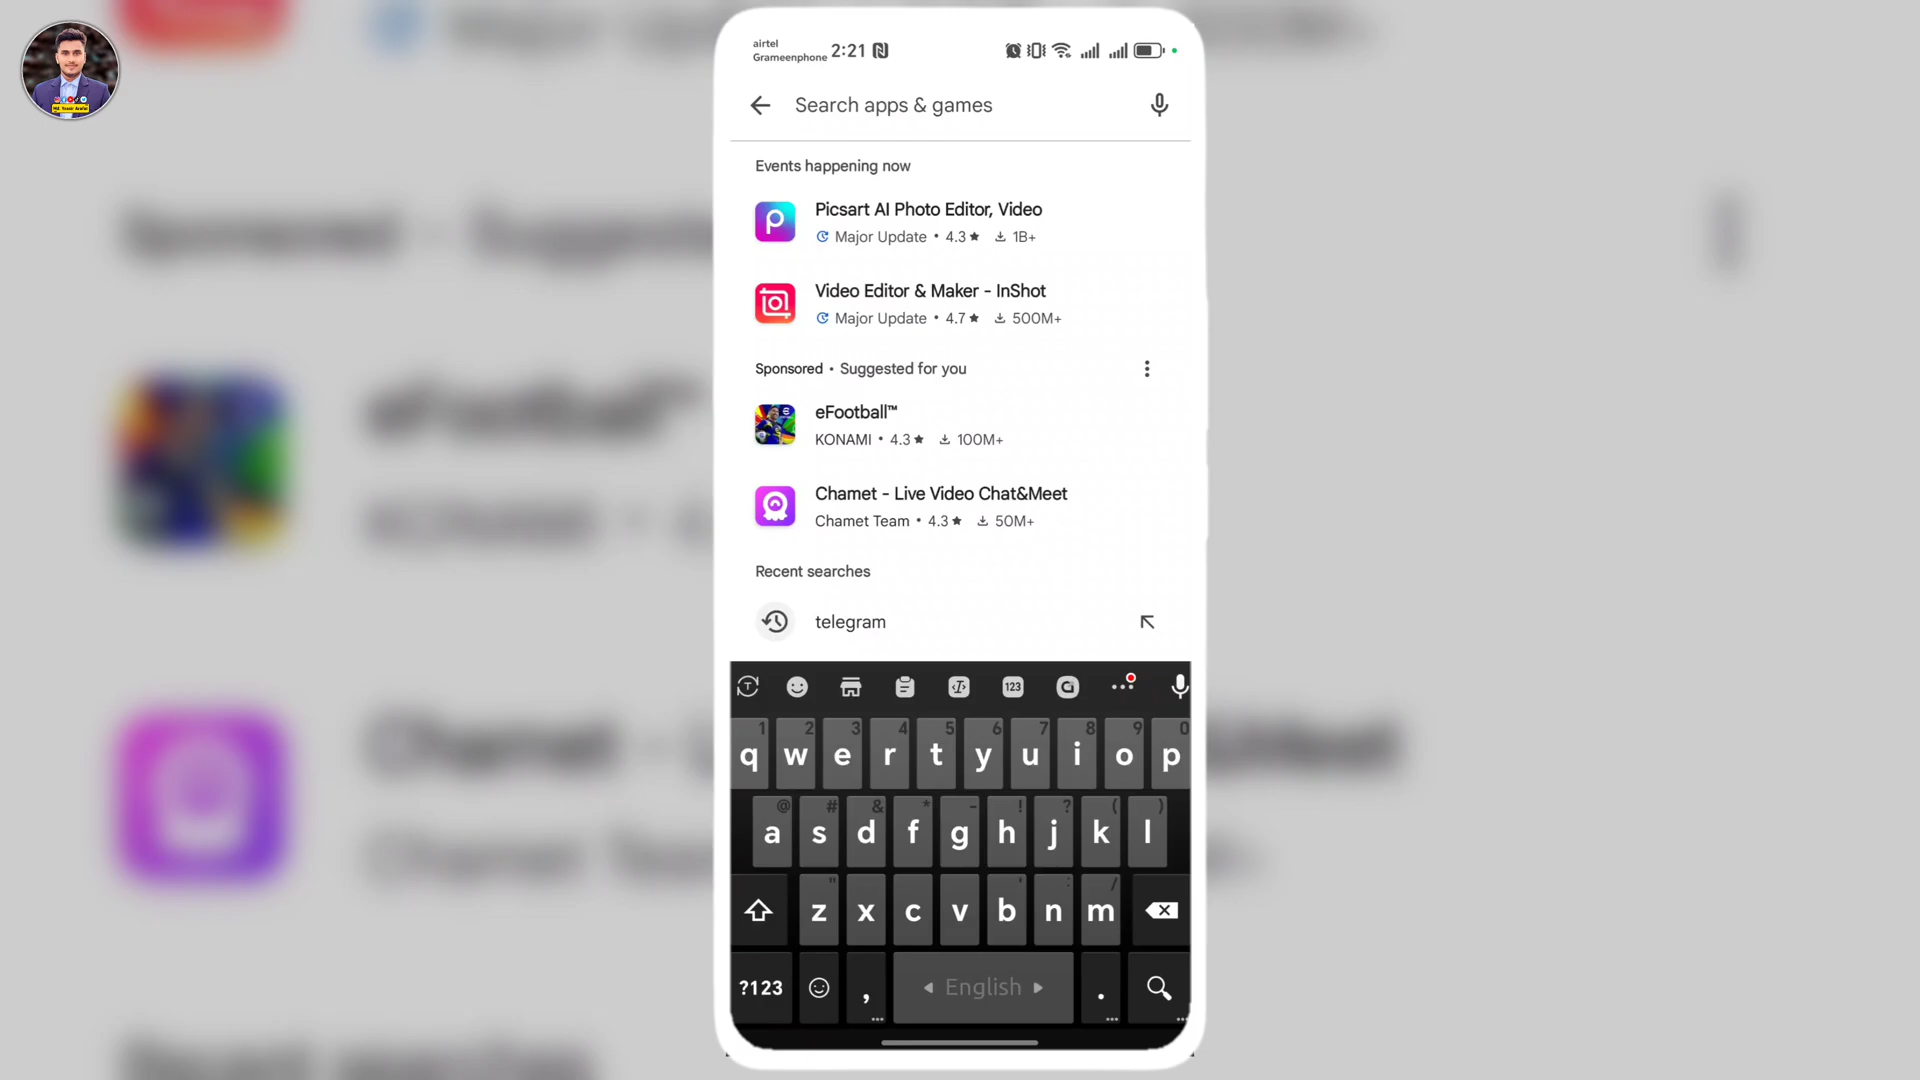 airtel
Grameenphone 2:21
Search apps & games
Events happening now
Picsart AI Photo Editor, Video
Major Update • 4.3 ★ 1B+
Video Editor & Maker - InShot
Major Update • 4.7 ★ 500M+
Sponsored • Suggested for you
eFootball™
KONAMI • 4.3 ★ 100M+
Chamet - Live Video Chat&Meet
Chamet Team • 4.3 ★ 50M+
Recent searches
telegram
123
1 2 3 4 5 6 7 8 9 0
q w e r t y u i o p
@ # & * - ! ? ( )
a s d f g h j k l
" ' : /
z x c v b n m
?123 , English .